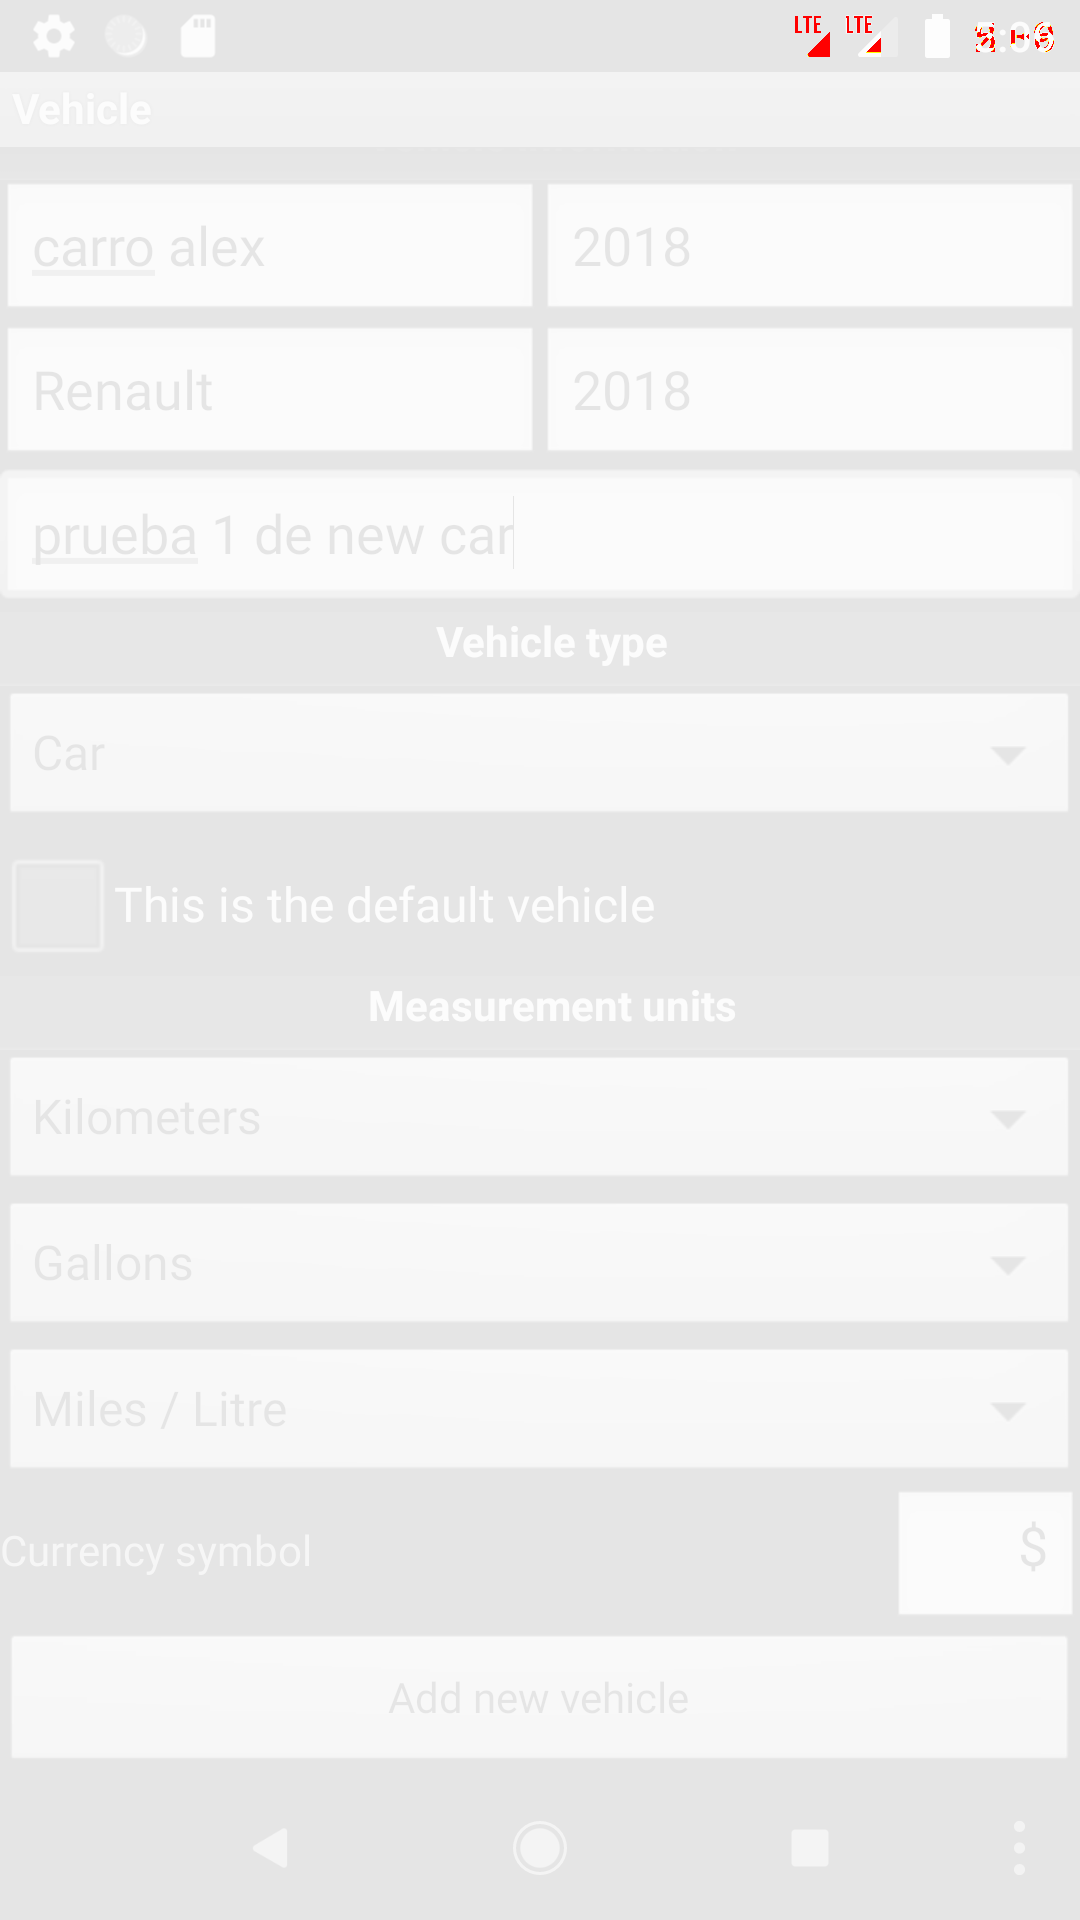 LTE LTE
Vehicle
carro alex 2018
Renault 2018
prueba 1 de new car
Vehicle type
Car
This is the default vehicle
Measurement units
Kilometers
Gallons
Miles / Litre
Currency symbol $
Add new vehicle